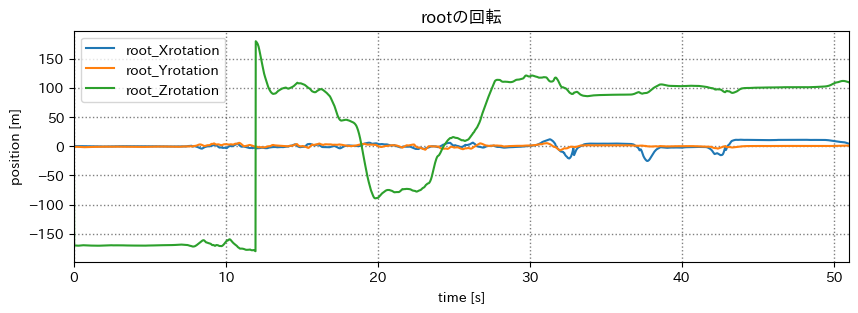 rootの回転
root_Xrotation
root_Yrotation
root_Zrotation
position [m]
150
100
50
0
−50
−100
−150
0
10
20
30
40
50
time [s]